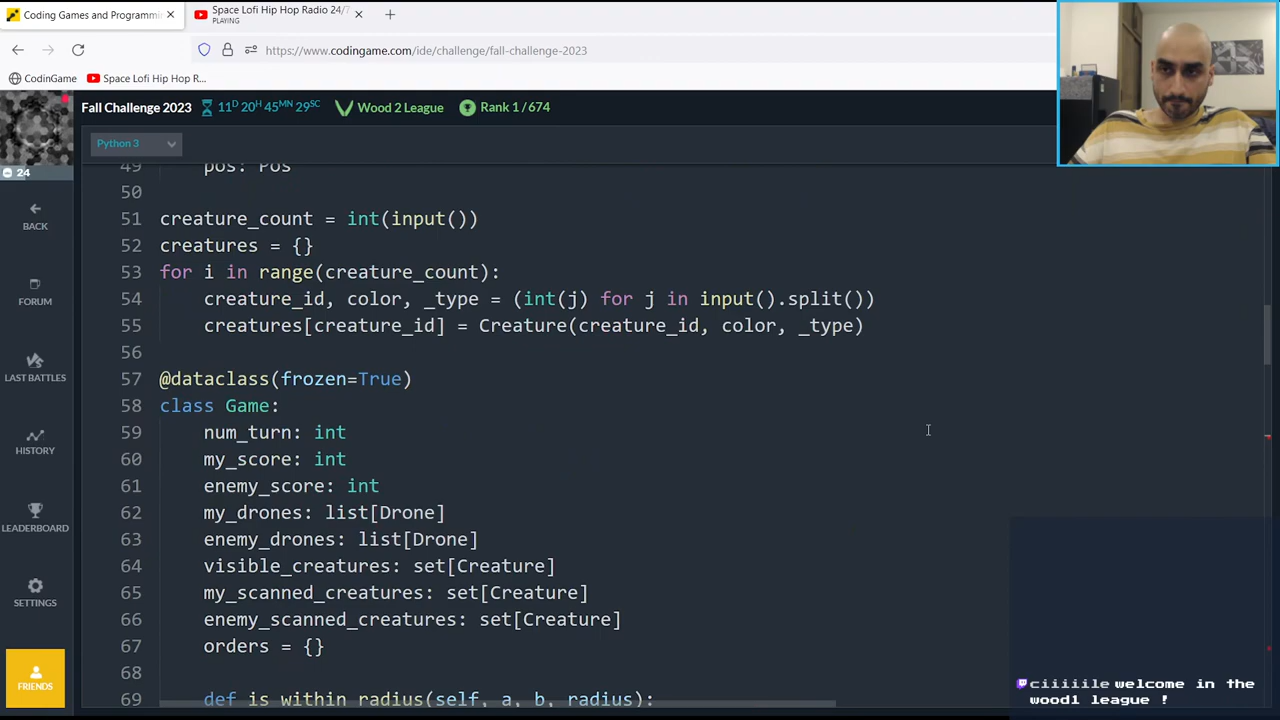 Coding Games and Programmin
Space Lofi Hip Hop Radio 24/7
PLAYING
https://www.codingame.com/ide/challenge/fall-challenge-2023
CodinGame
Space Lofi Hip Hop R...
Fall Challenge 2023
11D 20H 45MN 29SC
Wood 2 League
Rank 1 / 674
Python 3
24
BACK
FORUM
LAST BATTLES
HISTORY
LEADERBOARD
SETTINGS
FRIENDS
49 pos: Pos
50
51 creature_count = int(input())
52 creatures = {}
53 for i in range(creature_count):
54 creature_id, color, _type = (int(j) for j in input().split())
55 creatures[creature_id] = Creature(creature_id, color, _type)
56
57 @dataclass(frozen=True)
58 class Game:
59 num_turn: int
60 my_score: int
61 enemy_score: int
62 my_drones: list[Drone]
63 enemy_drones: list[Drone]
64 visible_creatures: set[Creature]
65 my_scanned_creatures: set[Creature]
66 enemy_scanned_creatures: set[Creature]
67 orders = {}
68
69 def is_within_radius(self, a, b, radius):
ciiiiile welcome in the
wood1 league !